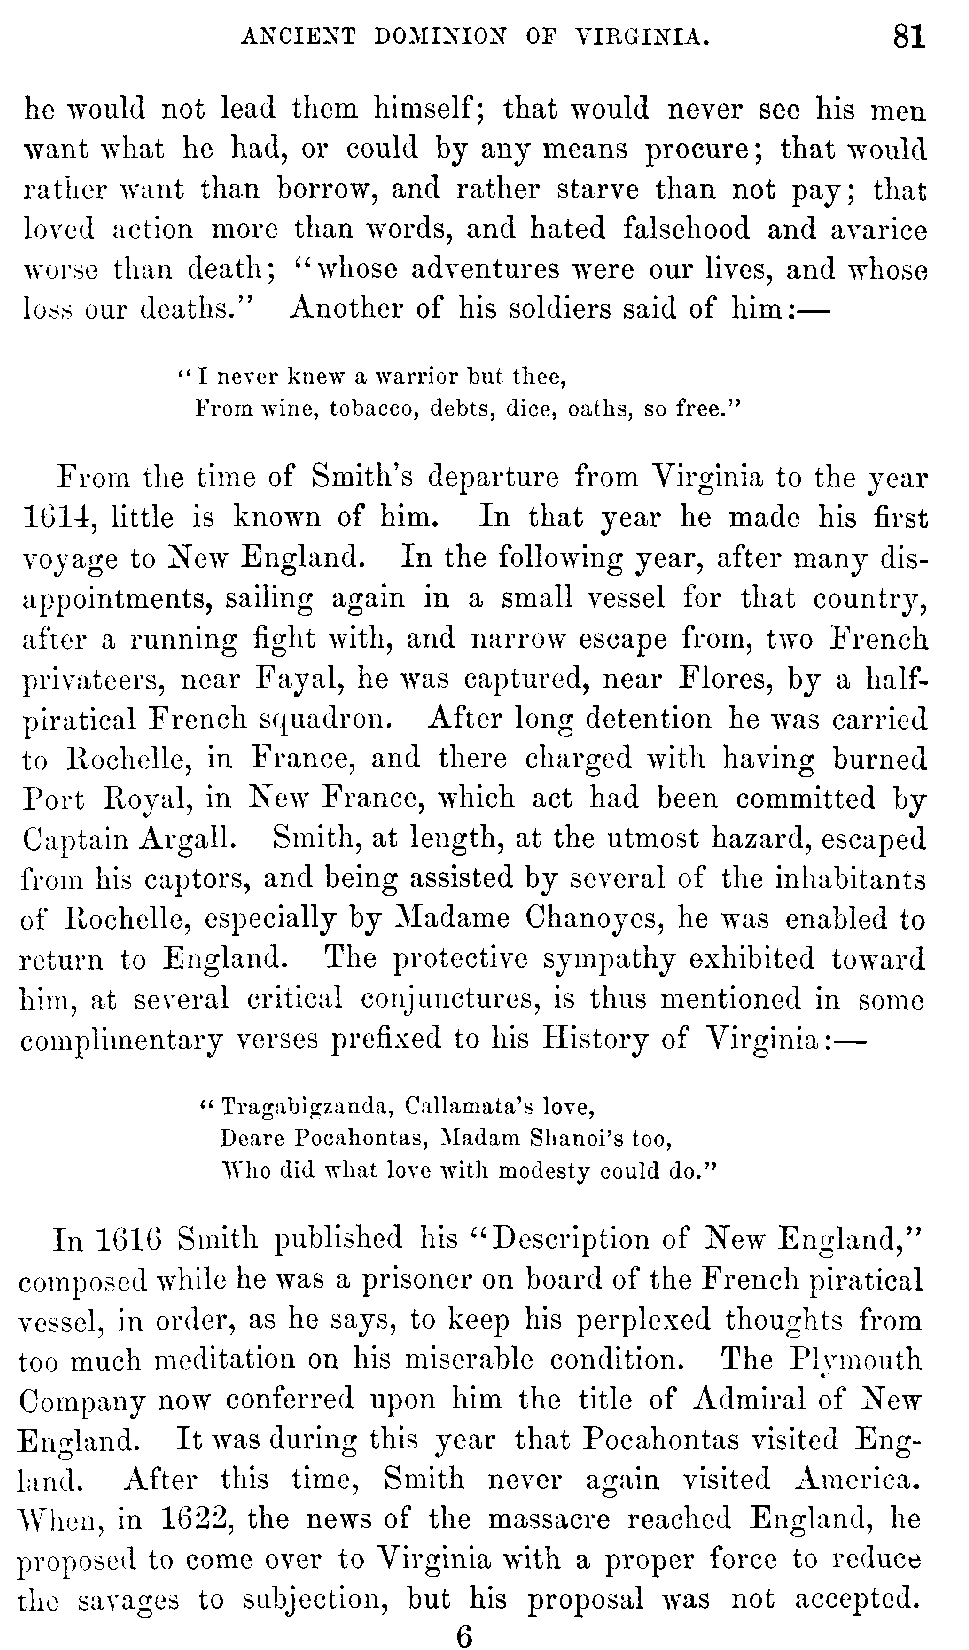 ANCIENT DOMINION OF VIRGINIA. 81
he would not lead them himself; that would never see his men
want what he had, or could by any means procure; that would
rather want than borrow, and rather starve than not pay; that
loved action more than words, and hated falsehood and avarice
worse than death; "whose adventures were our lives, and whose
loss our deaths." Another of his soldiers said of him:—
"I never knew a warrior but thee,
From wine, tobacco, debts, dice, oaths, so free."
From the time of Smith's departure from Virginia to the year
1614, little is known of him. In that year he made his first
voyage to New England. In the following year, after many dis-
appointments, sailing again in a small vessel for that country,
after a running fight with, and narrow escape from, two French
privateers, near Fayal, he was captured, near Flores, by a half-
piratical French squadron. After long detention he was carried
to Rochelle, in France, and there charged with having burned
Port Royal, in New France, which act had been committed by
Captain Argall. Smith, at length, at the utmost hazard, escaped
from his captors, and being assisted by several of the inhabitants
of Rochelle, especially by Madame Chanoyes, he was enabled to
return to England. The protective sympathy exhibited toward
him, at several critical conjunctures, is thus mentioned in some
complimentary verses prefixed to his History of Virginia:—
"Tragabigzanda, Callamata's love,
Deare Pocahontas, Madam Shanoi's too,
Who did what love with modesty could do."
In 1616 Smith published his "Description of New England,"
composed while he was a prisoner on board of the French piratical
vessel, in order, as he says, to keep his perplexed thoughts from
too much meditation on his miserable condition. The Plymouth
Company now conferred upon him the title of Admiral of New
England. It was during this year that Pocahontas visited Eng-
land. After this time, Smith never again visited America.
When, in 1622, the news of the massacre reached England, he
proposed to come over to Virginia with a proper force to reduce
the savages to subjection, but his proposal was not accepted.
6